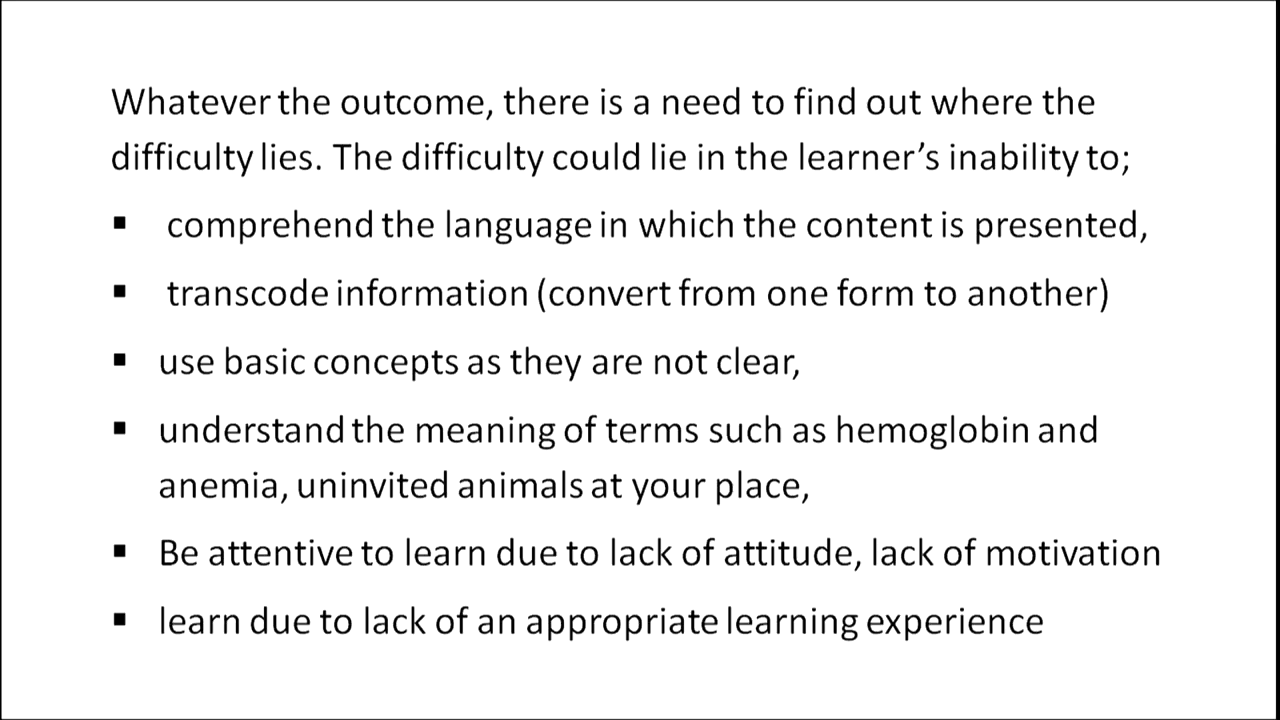 Whatever the outcome, there is a need to find out where the
difficulty lies. The difficulty could lie in the learner’s inability to;
▪ comprehend the language in which the content is presented,
▪ transcode information (convert from one form to another)
▪ use basic concepts as they are not clear,
▪ understand the meaning of terms such as hemoglobin and
anemia, uninvited animals at your place,
▪ Be attentive to learn due to lack of attitude, lack of motivation
▪ learn due to lack of an appropriate learning experience